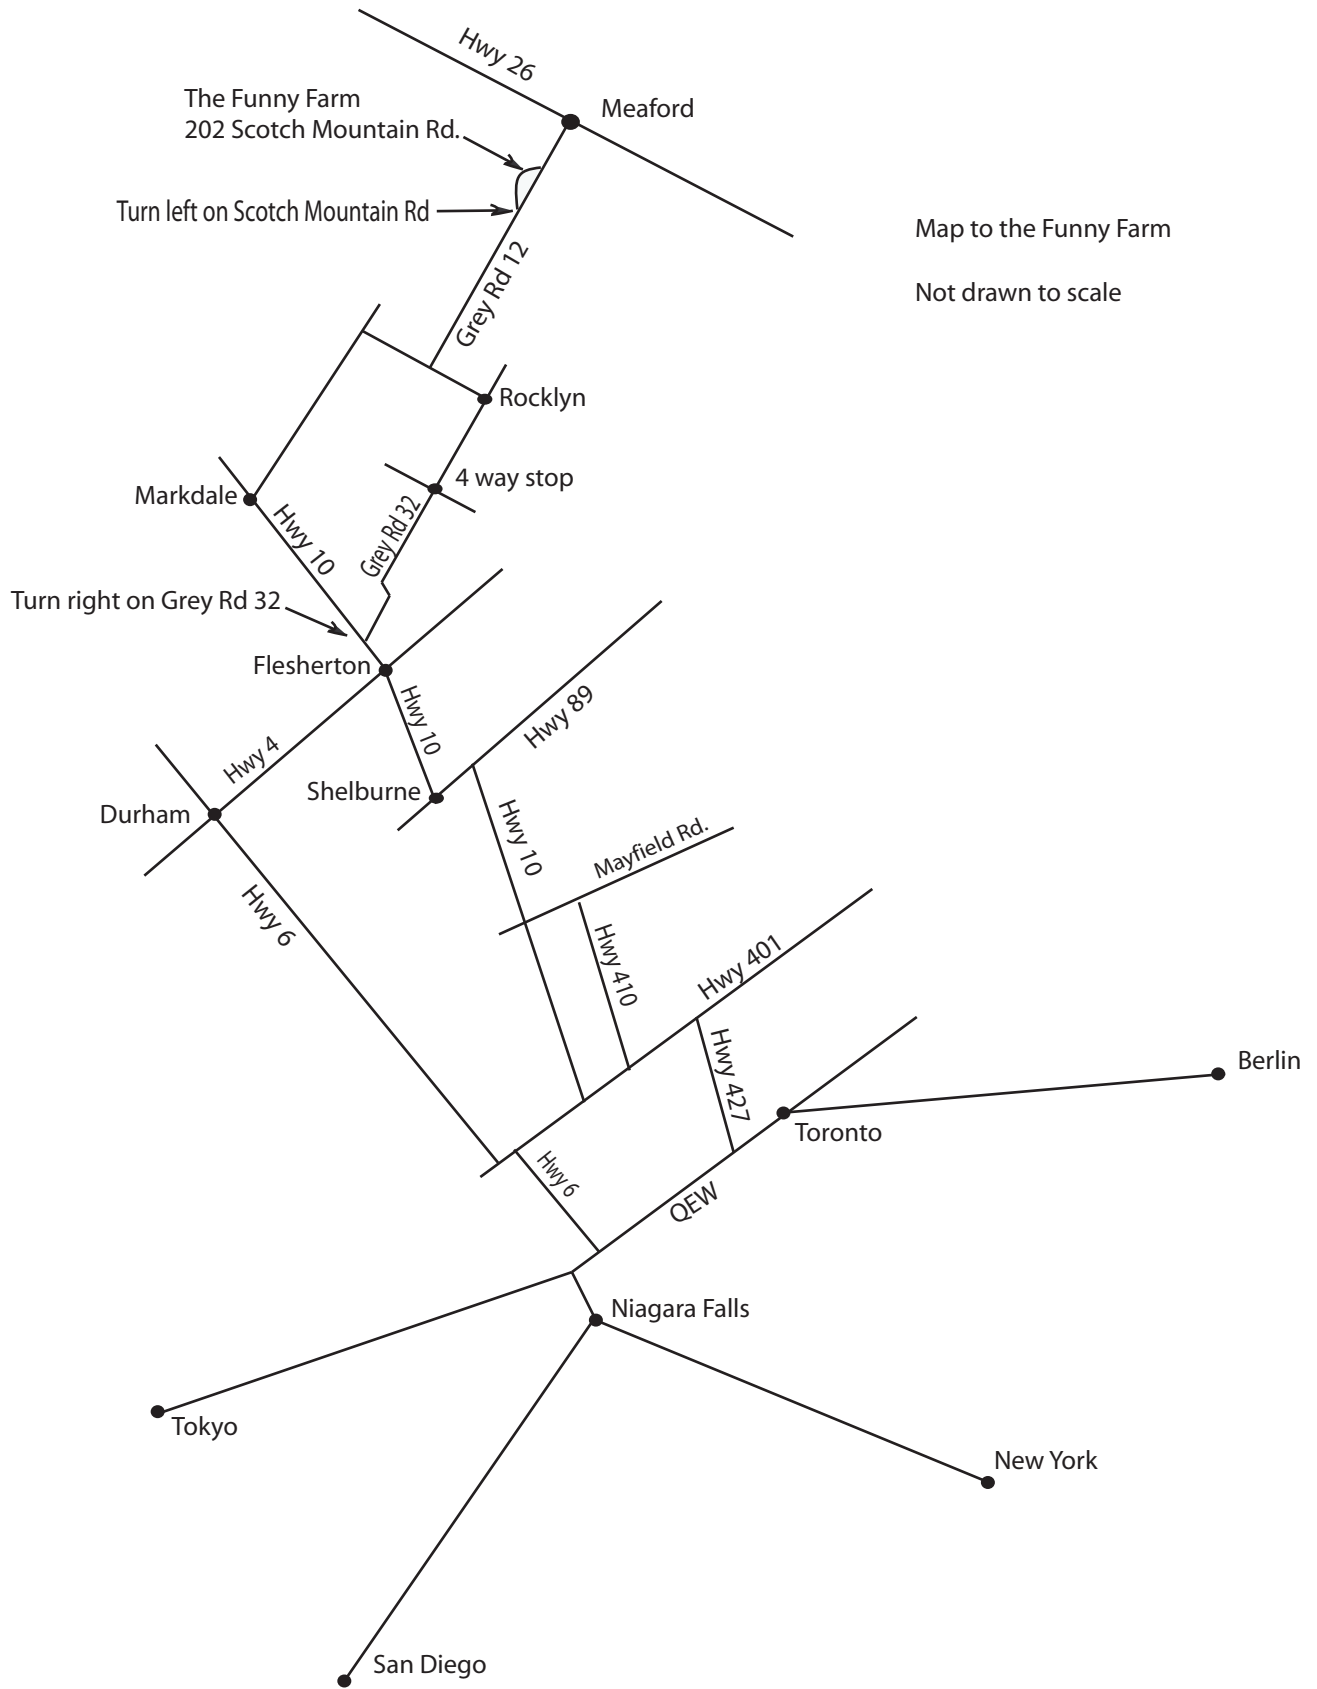 Hwy 26
Meaford
The Funny Farm
202 Scotch Mountain Rd.
Turn left on Scotch Mountain Rd
Map to the Funny Farm
Not drawn to scale
Grey Rd 12
Rocklyn
4 way stop
Markdale
Hwy 10
Grey Rd 32
Turn right on Grey Rd 32
Flesherton
Hwy 10
Hwy 89
Hwy 4
Shelburne
Durham
Hwy 10
Mayfield Rd.
Hwy 6
Hwy 410
Hwy 401
Hwy 427
Berlin
Toronto
Hwy 6
QEW
Niagara Falls
Tokyo
New York
San Diego